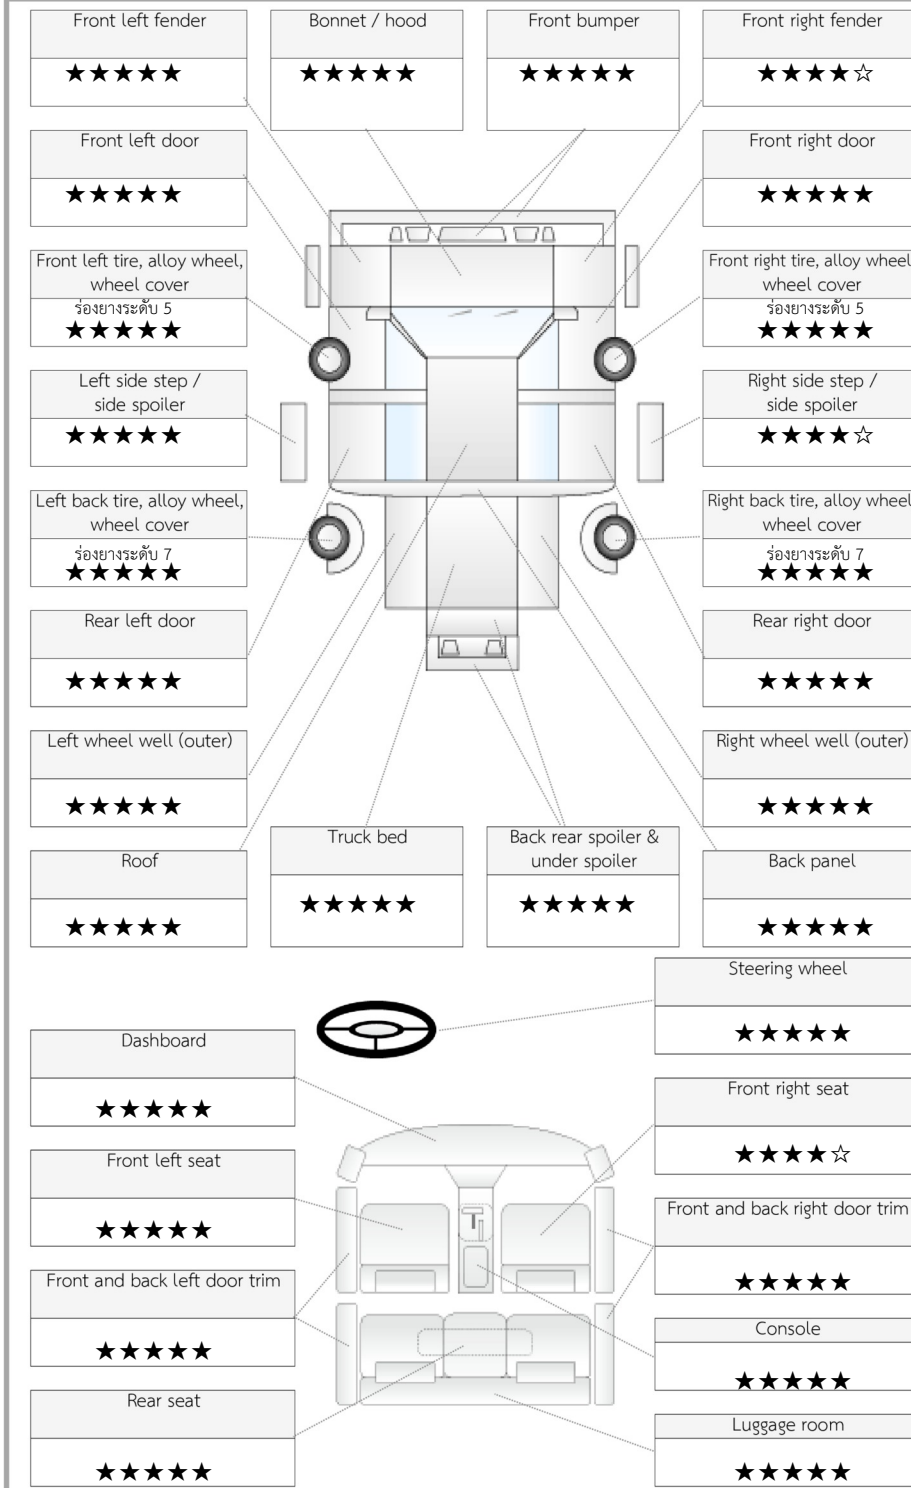 Front left fender
★★★★★
Bonnet / hood
★★★★★
Front bumper
★★★★★
Front right fender
★★★★☆
Front left door
★★★★★
Front right door
★★★★★
Front left tire, alloy wheel,
wheel cover
ร่องยางระดับ 5
★★★★★
Front right tire, alloy wheel
wheel cover
ร่องยางระดับ 5
★★★★★
Left side step /
side spoiler
★★★★★
Right side step /
side spoiler
★★★★☆
Left back tire, alloy wheel,
wheel cover
ร่องยางระดับ 7
★★★★★
Right back tire, alloy wheel
wheel cover
ร่องยางระดับ 7
★★★★★
Rear left door
★★★★★
Rear right door
★★★★★
Left wheel well (outer)
★★★★★
Right wheel well (outer)
★★★★★
Roof
★★★★★
Truck bed
★★★★★
Back rear spoiler &
under spoiler
★★★★★
Back panel
★★★★★
Steering wheel
★★★★★
Dashboard
★★★★★
Front right seat
★★★★☆
Front left seat
★★★★★
Front and back right door trim
★★★★★
Front and back left door trim
★★★★★
Console
★★★★★
Rear seat
★★★★★
Luggage room
★★★★★